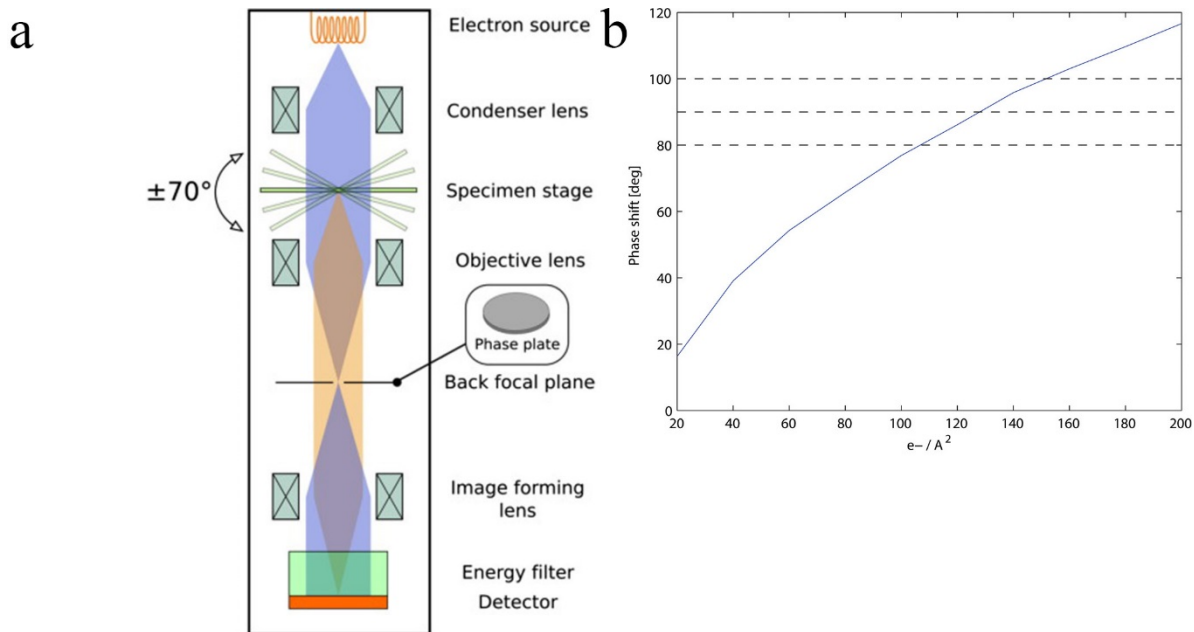 a
Electron source
Condenser lens
±70°
Specimen stage
Objective lens
Phase plate
Back focal plane
Image forming
lens
Energy filter
Detector
b
120
100
80
60
40
20
0
Phase shift [deg]
20 40 60 80 100 120 140 160 180 200
e− / A²